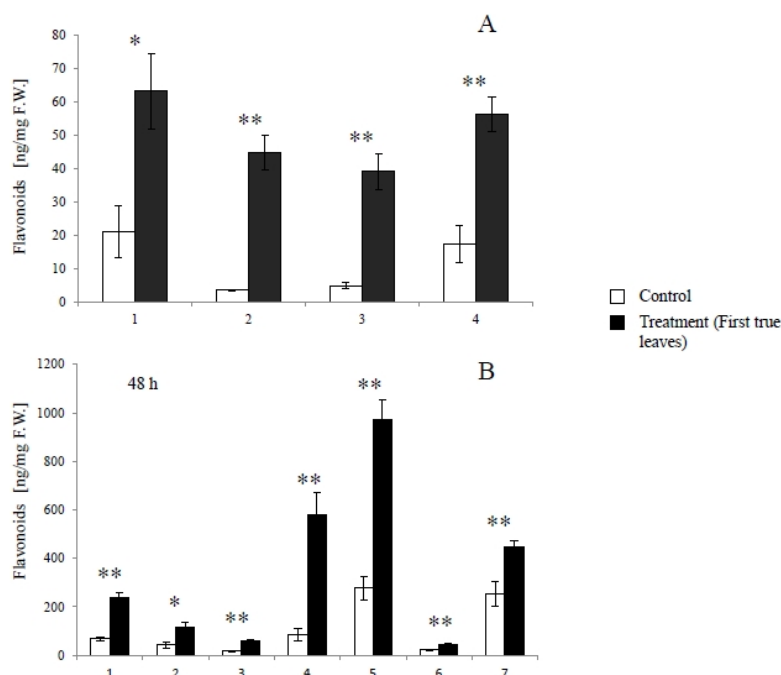 A
Flavonoids [ng/mg F.W.]
80
70
60
50
40
30
20
10
0
*
**
**
**
1 2 3 4
Control
Treatment (First true
leaves)
B
48 h
Flavonoids [ng/mg F.W.]
1200
1000
800
600
400
200
0
**
*
**
**
**
**
**
1 2 3 4 5 6 7